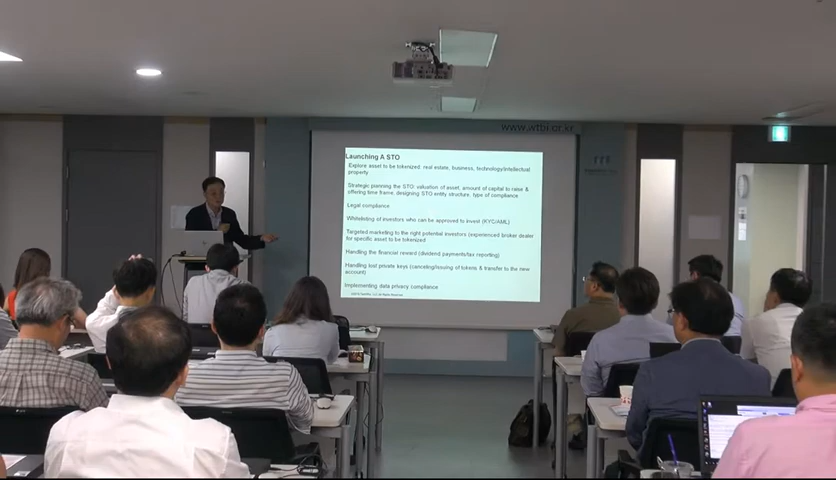 www.wtbi.or.kr
Launching A STO
Explore asset to be tokenized: real estate, business, technology/intellectual
property
Strategic planning the STO: valuation of asset, amount of capital to raise &
offering time frame, designing STO entity structure, type of compliance
Legal compliance
Whitelisting of investors who can be approved to invest (KYC/AML)
Targeted marketing to the right potential investors (experienced broker dealer
for specific asset to be tokenized
Handling the financial reward (dividend payments/tax reporting)
Handling lost private keys (canceling/issuing of tokens & transfer to the new
account)
Implementing data privacy compliance